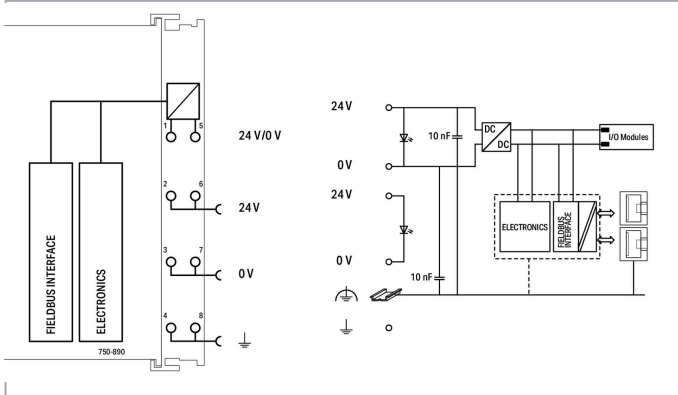 FIELDBUS INTERFACE
ELECTRONICS
750-890
1 5
24 V/0 V
2 6
24 V
3 7
0 V
4 8
24 V
10 nF
0 V
24 V
0 V
10 nF
DC
DC
I/O Modules
ELECTRONICS
FIELDBUS
INTERFACE